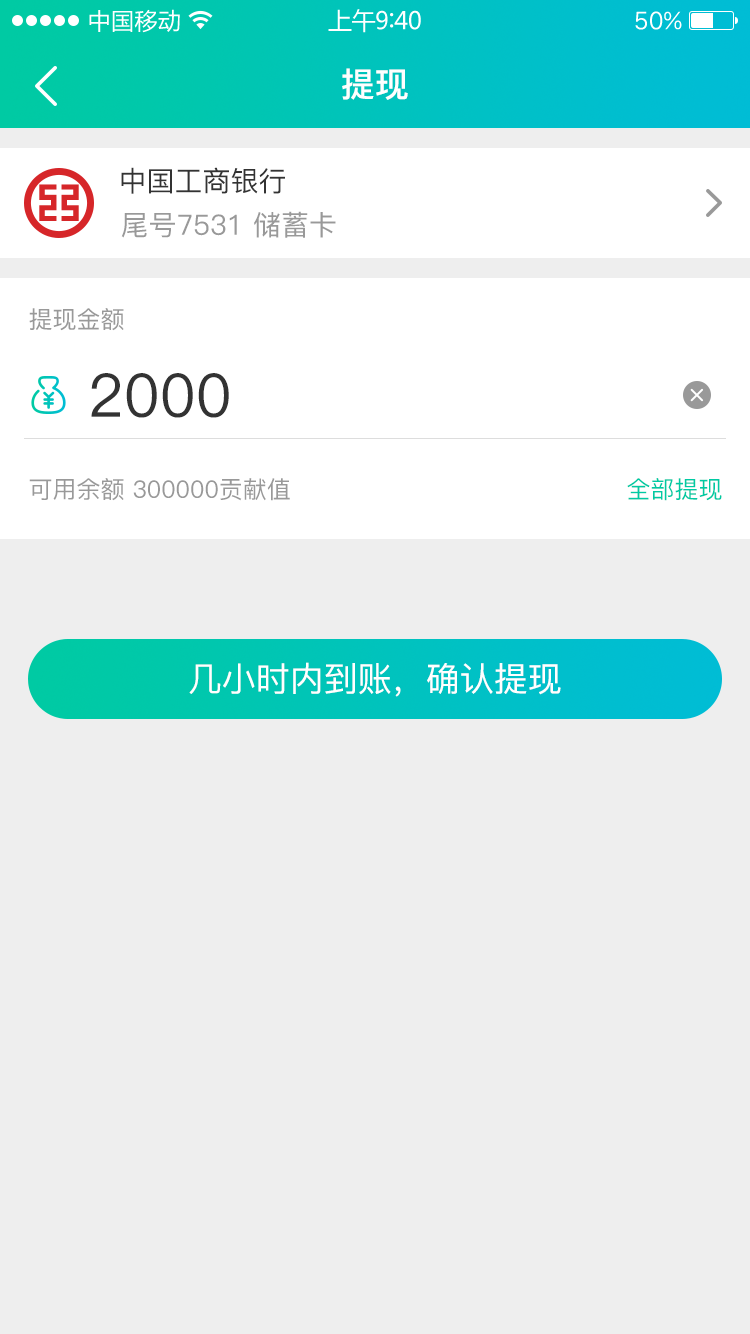 中国移动 上午9:40 50%
提现
中国工商银行
尾号7531 储蓄卡
提现金额
2000
可用余额 300000贡献值 全部提现
几小时内到账，确认提现